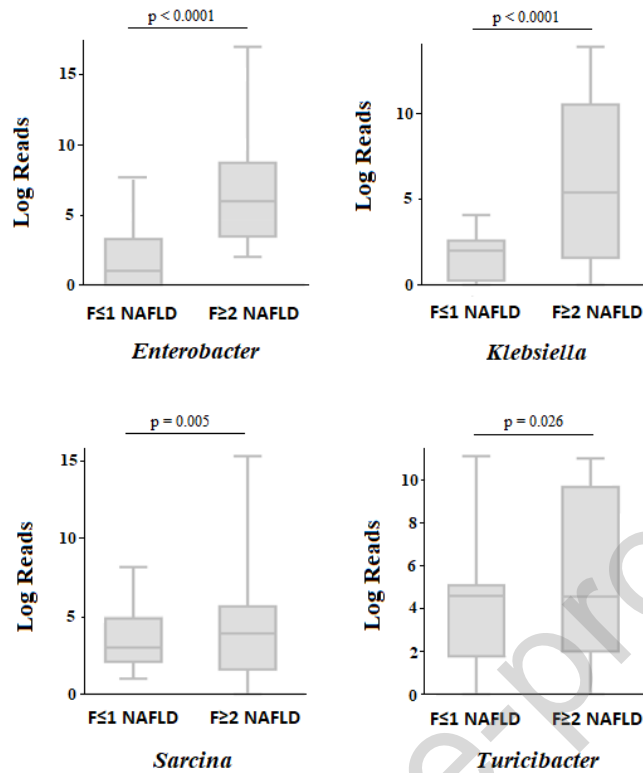 p < 0.0001
Log Reads
15
10
5
0
F≤1 NAFLD F≥2 NAFLD
Enterobacter
p < 0.0001
Log Reads
10
5
0
F≤1 NAFLD F≥2 NAFLD
Klebsiella
p = 0.005
Log Reads
15
10
5
0
F≤1 NAFLD F≥2 NAFLD
Sarcina
p = 0.026
Log Reads
10
8
6
4
2
0
F≤1 NAFLD F≥2 NAFLD
Turicibacter
e-pro